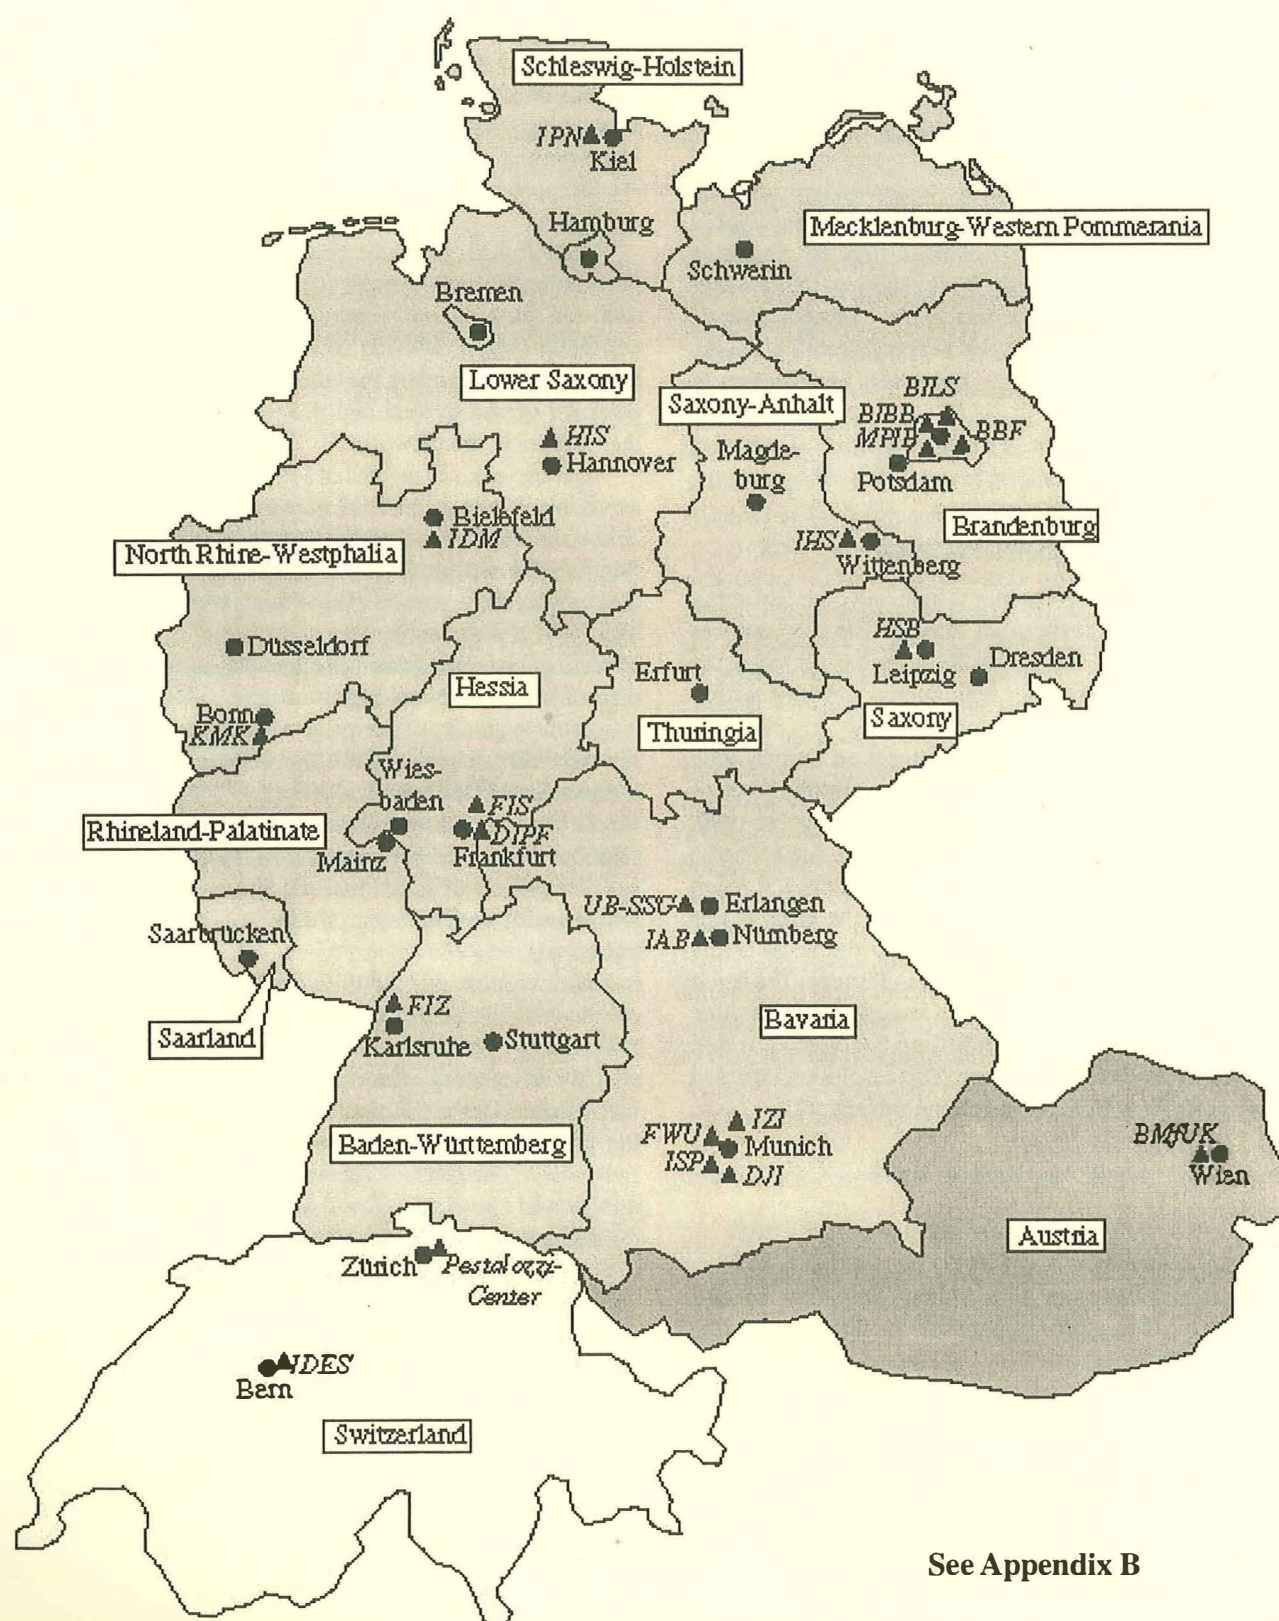 Schleswig-Holstein
IPN
Kiel
Hamburg
Mecklenburg-Western Pommerania
Schwerin
Bremen
Lower Saxony
Saxony-Anhalt
BILS
BIBB
MPIB
BBF
HIS
Hannover
Magde-
burg
Potsdam
Bielefeld
IDM
Brandenburg
North Rhine-Westphalia
IHS
Wittenberg
Düsseldorf
HSB
Leipzig
Dresden
Hessia
Erfurt
Bonn
KMK
Thuringia
Saxony
Wies-
baden
FIS
DIPF
Rhineland-Palatinate
Mainz
Frankfurt
UB-SSG
Erlangen
Saarbrücken
IAB
Nürnberg
FIZ
Karlsruhe
Stuttgart
Saarland
Bavaria
IZI
FWU
Munich
ISP
DJI
Baden-Württemberg
BMfUK
Wien
Austria
Zürich
Pestalozzi-
Center
IDES
Bern
Switzerland
See Appendix B